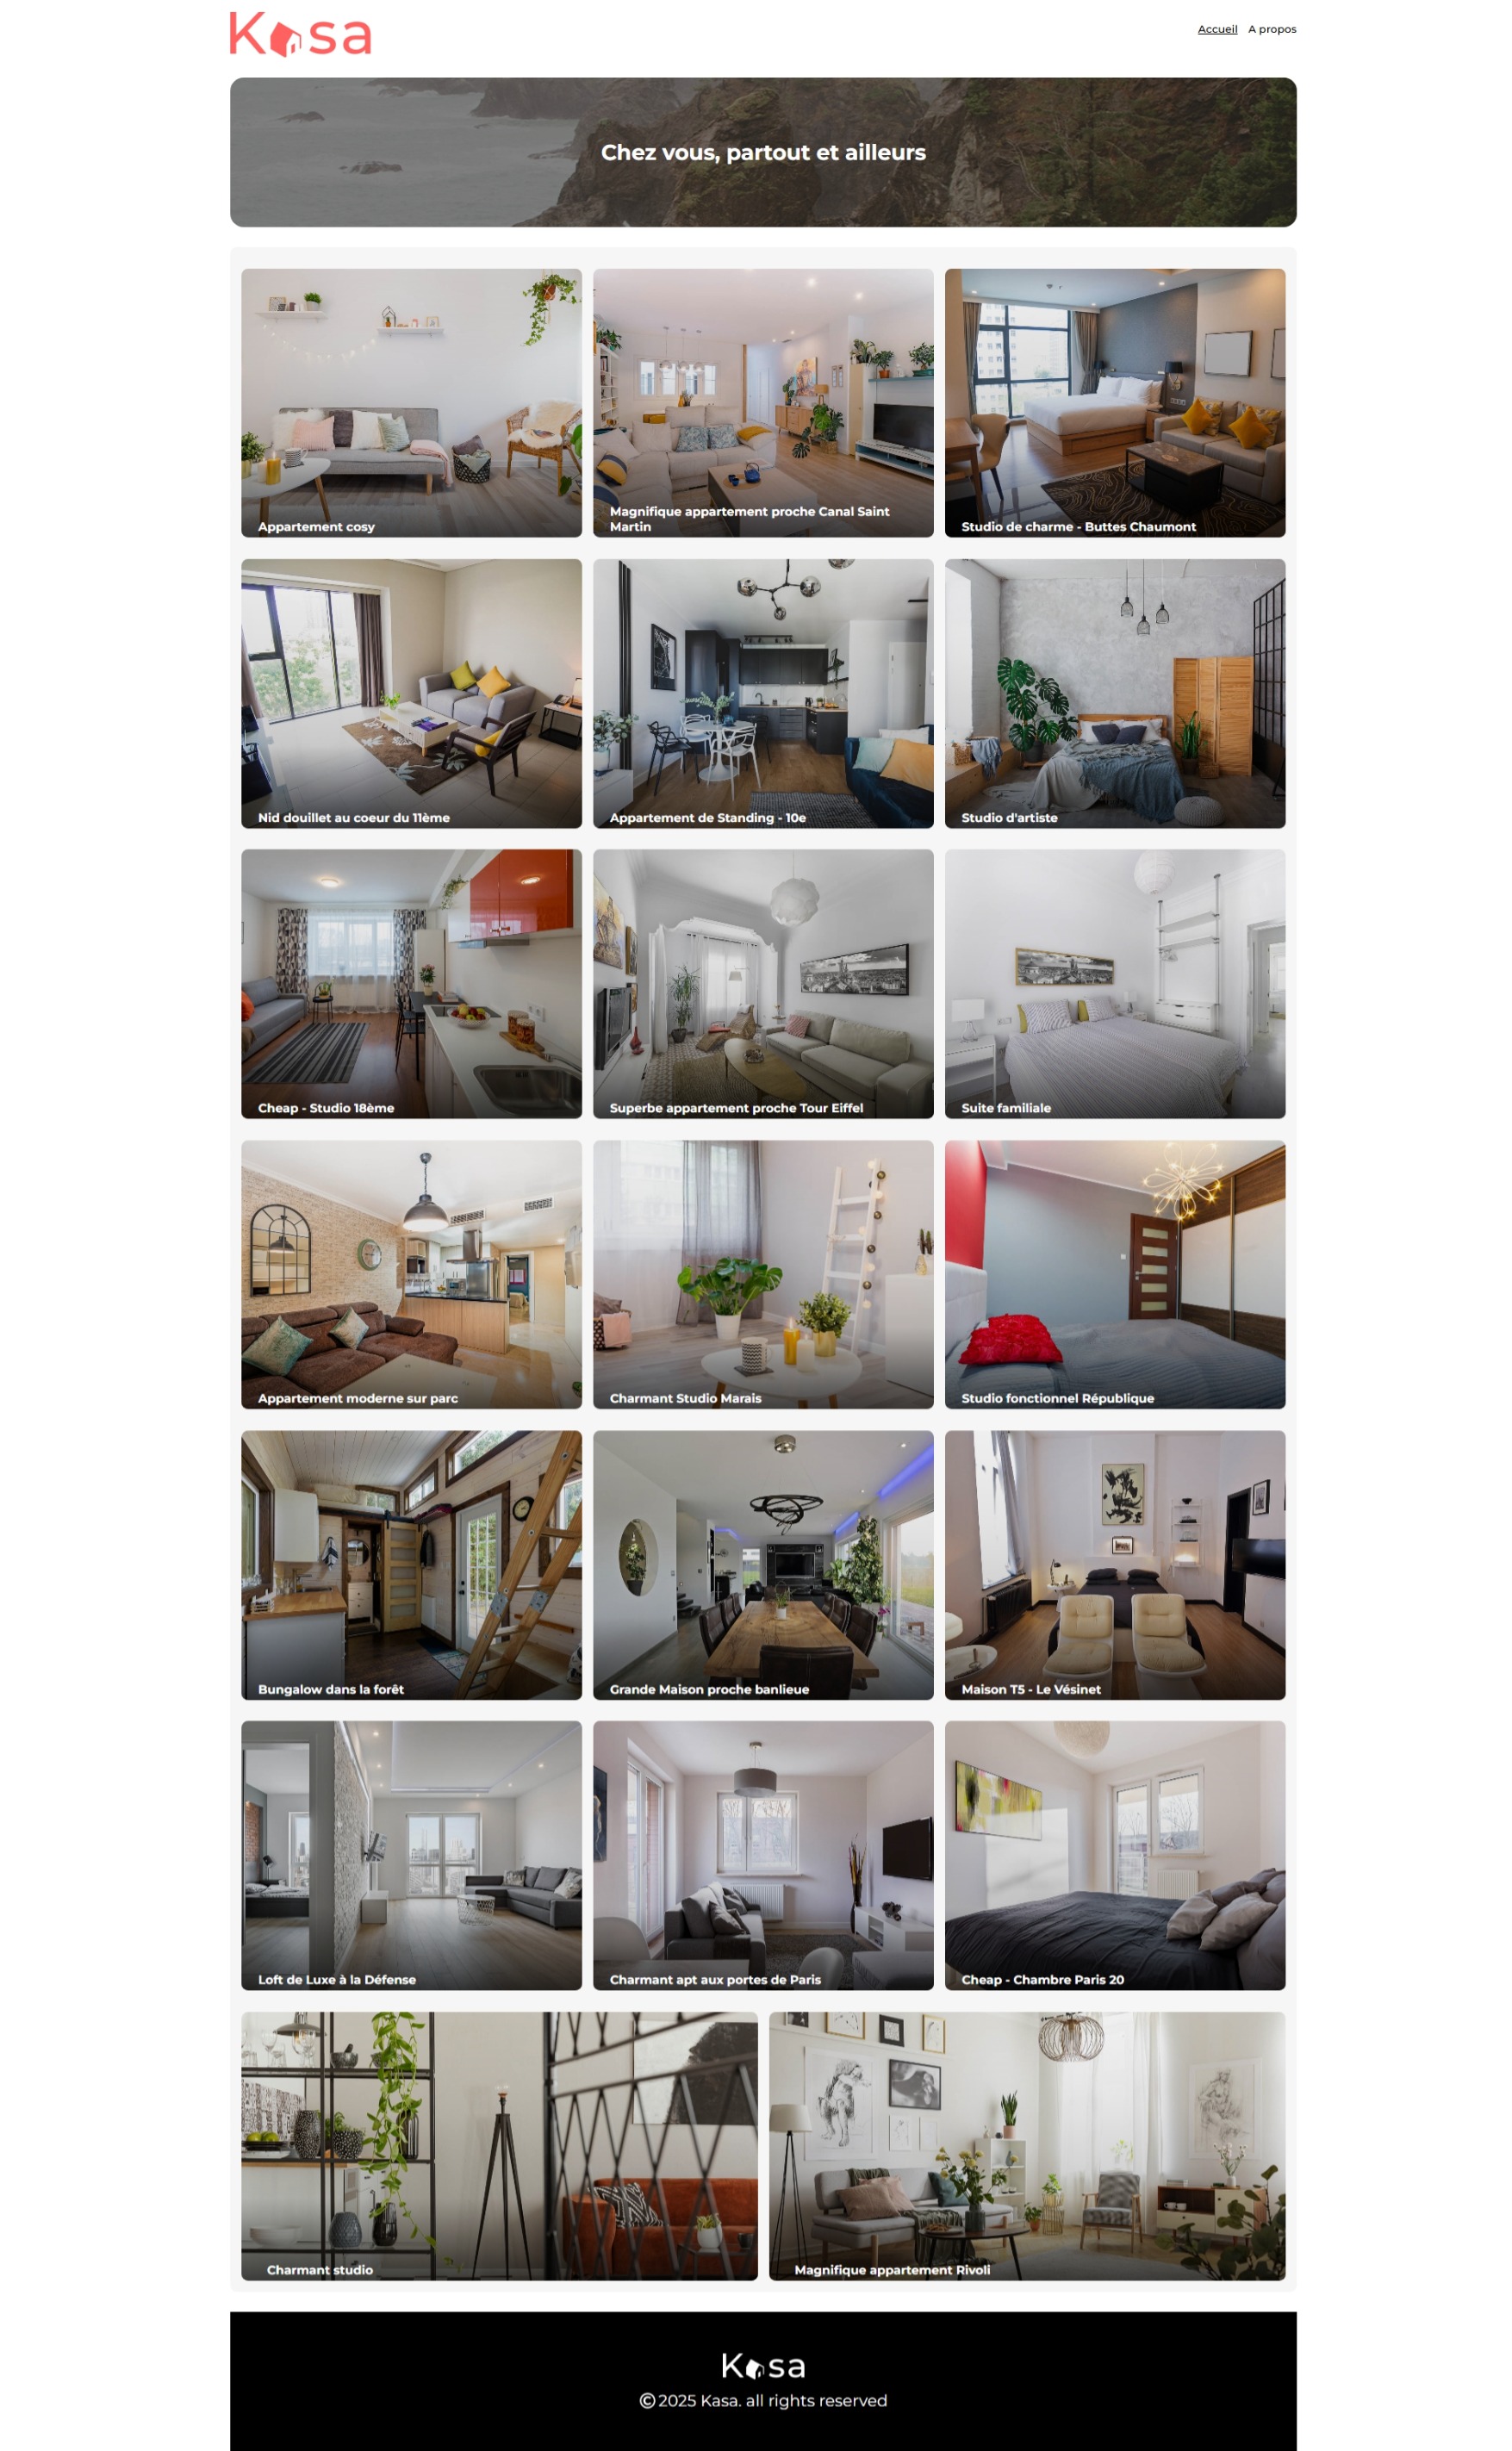 Kasa
Accueil A propos
Chez vous, partout et ailleurs
Appartement cosy
Magnifique appartement proche Canal Saint
Martin
Studio de charme - Buttes Chaumont
Nid douillet au coeur du 11ème
Appartement de Standing - 10e
Studio d'artiste
Cheap - Studio 18ème
Superbe appartement proche Tour Eiffel
Suite familiale
Appartement moderne sur parc
Charmant Studio Marais
Studio fonctionnel République
Bungalow dans la forêt
Grande Maison proche banlieue
Maison T5 - Le Vésinet
Loft de Luxe à la Défense
Charmant apt aux portes de Paris
Cheap - Chambre Paris 20
Charmant studio
Magnifique appartement Rivoli
Kasa
© 2025 Kasa. all rights reserved